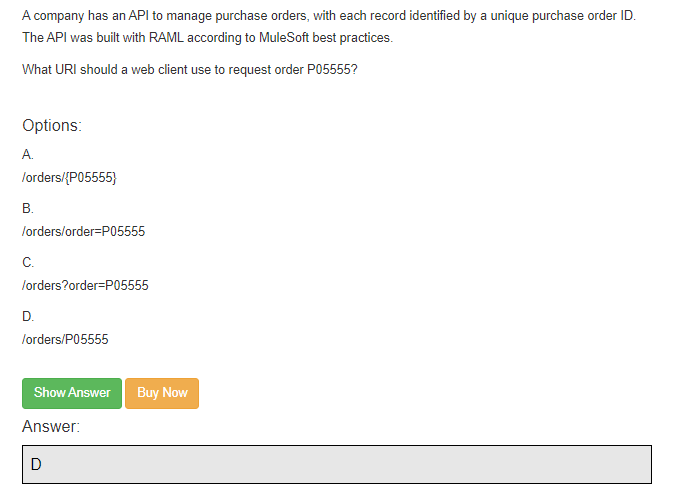 A company has an API to manage purchase orders, with each record identified by a unique purchase order ID.
The API was built with RAML according to MuleSoft best practices.
What URI should a web client use to request order P05555?
Options:
A.
/orders/{P05555}
B.
/orders/order=P05555
C.
/orders?order=P05555
D.
/orders/P05555
Show Answer Buy Now
Answer:
D